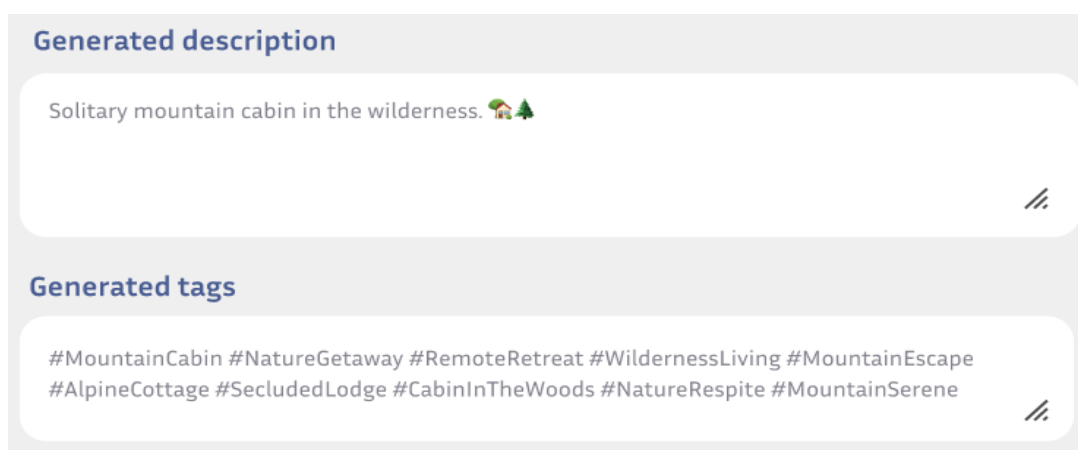 Generated description
Solitary mountain cabin in the wilderness. 🏡🌲
Generated tags
#MountainCabin #NatureGetaway #RemoteRetreat #WildernessLiving #MountainEscape
#AlpineCottage #SecludedLodge #CabinInTheWoods #NatureRespite #MountainSerene